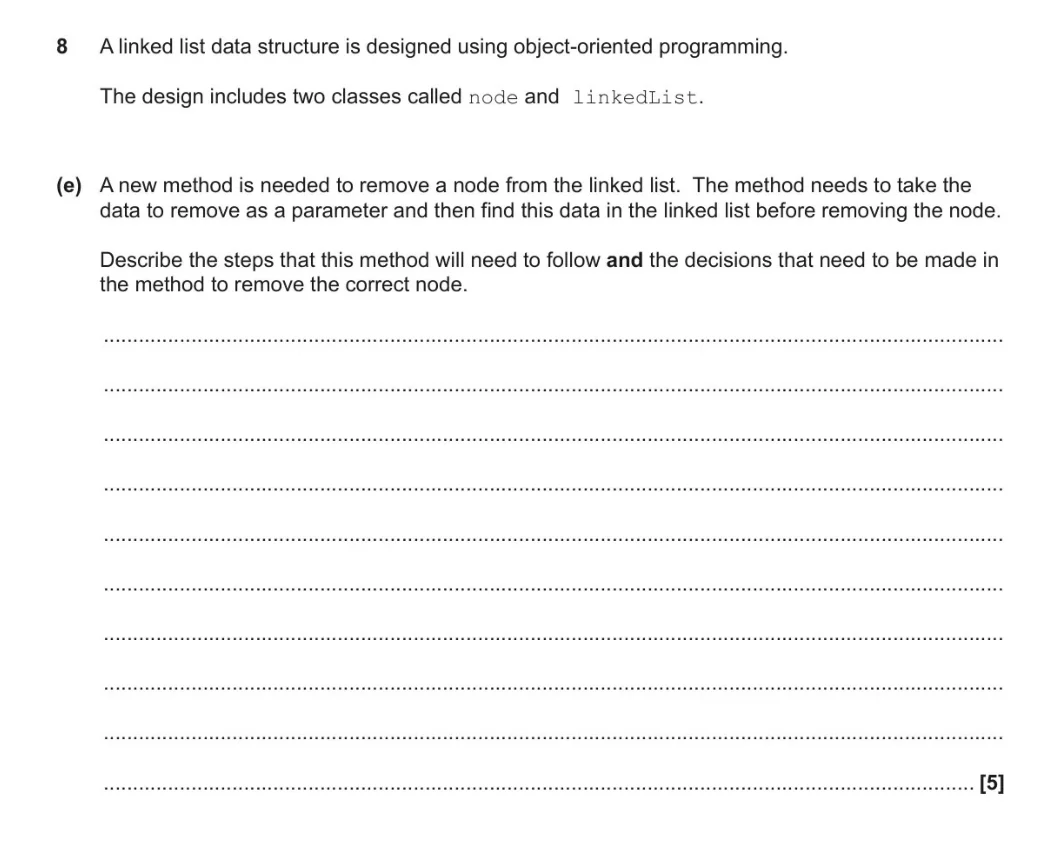 8 A linked list data structure is designed using object-oriented programming.
The design includes two classes called node and linkedList.
(e) A new method is needed to remove a node from the linked list. The method needs to take the
data to remove as a parameter and then find this data in the linked list before removing the node.
Describe the steps that this method will need to follow and the decisions that need to be made in
the method to remove the correct node.
[5]